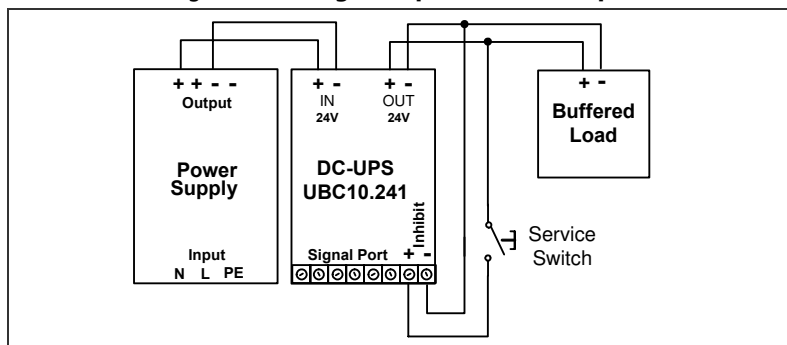 + + - -
Output
Power
Supply
Input
N L PE
+ -
IN
24V
+ -
OUT
24V
DC-UPS
UBC10.241
Inhibit
Signal Port + -
+ -
Buffered
Load
Service
Switch